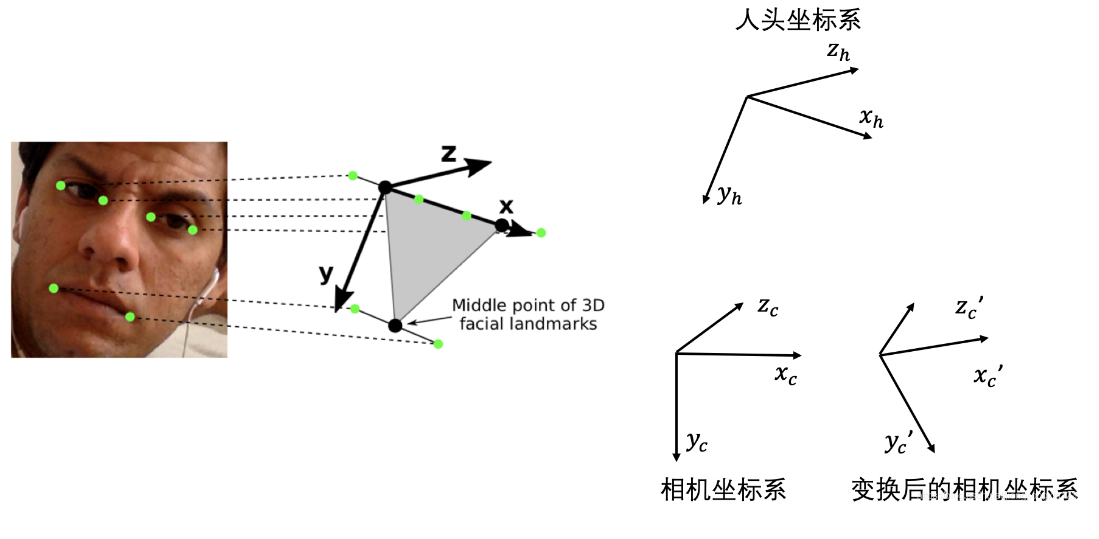 人头坐标系
z_h
x_h
y_h
z
x
y
Middle point of 3D
facial landmarks
z_c
x_c
y_c
相机坐标系
z_c'
x_c'
y_c'
变换后的相机坐标系